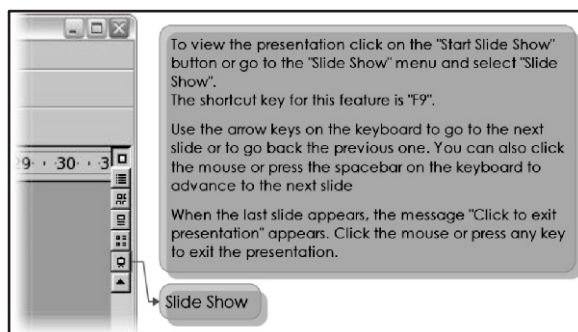 To view the presentation click on the "Start Slide Show"
button or go to the "Slide Show" menu and select "Slide
Show".
The shortcut key for this feature is "F9".
Use the arrow keys on the keyboard to go to the next
slide or to go back the previous one. You can also click
the mouse or press the spacebar on the keyboard to
advance to the next slide
When the last slide appears, the message "Click to exit
presentation" appears. Click the mouse or press any key
to exit the presentation.
29 · 30 · 3
Slide Show